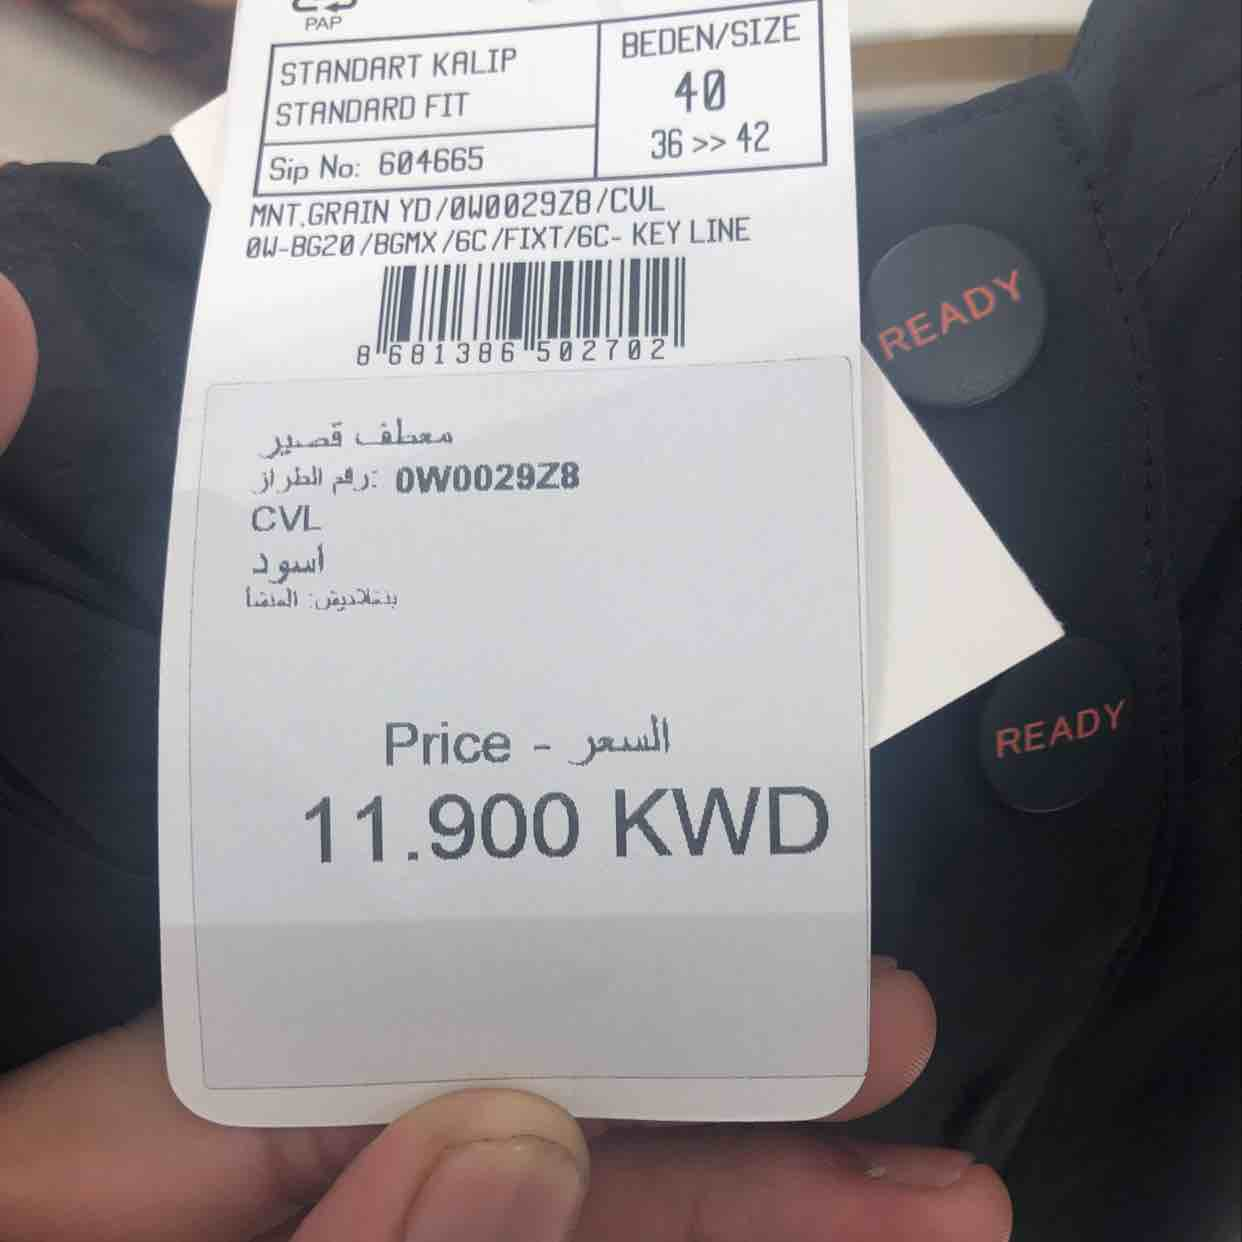 PAP
STANDART KALIP
STANDARD FIT
BEDEN/SIZE
40
36 >> 42
Sip No: 604665
MNT.GRAIN YD/0W0029Z8/CVL
0W-BG20/BGMX/6C/FIXT/6C- KEY LINE
8 681386 502702
معطف قصير
رقم الطراز: 0W0029Z8
CVL
أسود
بنغلاديش: المنشأ
Price - السعر
11.900 KWD
READY
READY